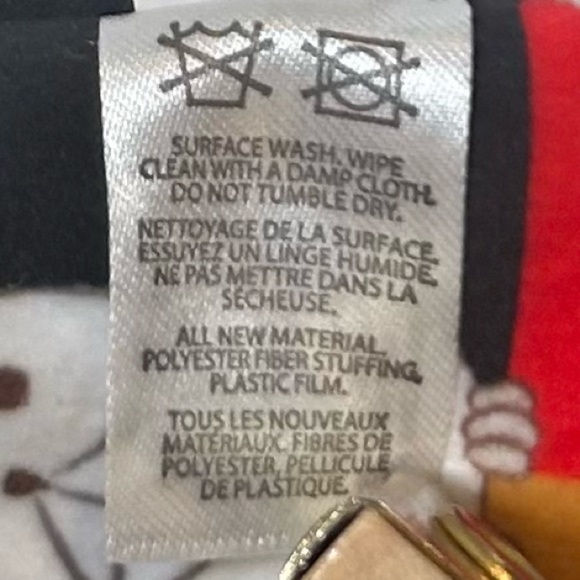 SURFACE WASH. WIPE
CLEAN WITH A DAMP CLOTH.
DO NOT TUMBLE DRY.
NETTOYAGE DE LA SURFACE.
ESSUYEZ UN LINGE HUMIDE.
NE PAS METTRE DANS LA
SÉCHEUSE.
ALL NEW MATERIAL.
POLYESTER FIBER STUFFING,
PLASTIC FILM.
TOUS LES NOUVEAUX
MATÉRIAUX. FIBRES DE
POLYESTER, PELLICULE
DE PLASTIQUE.